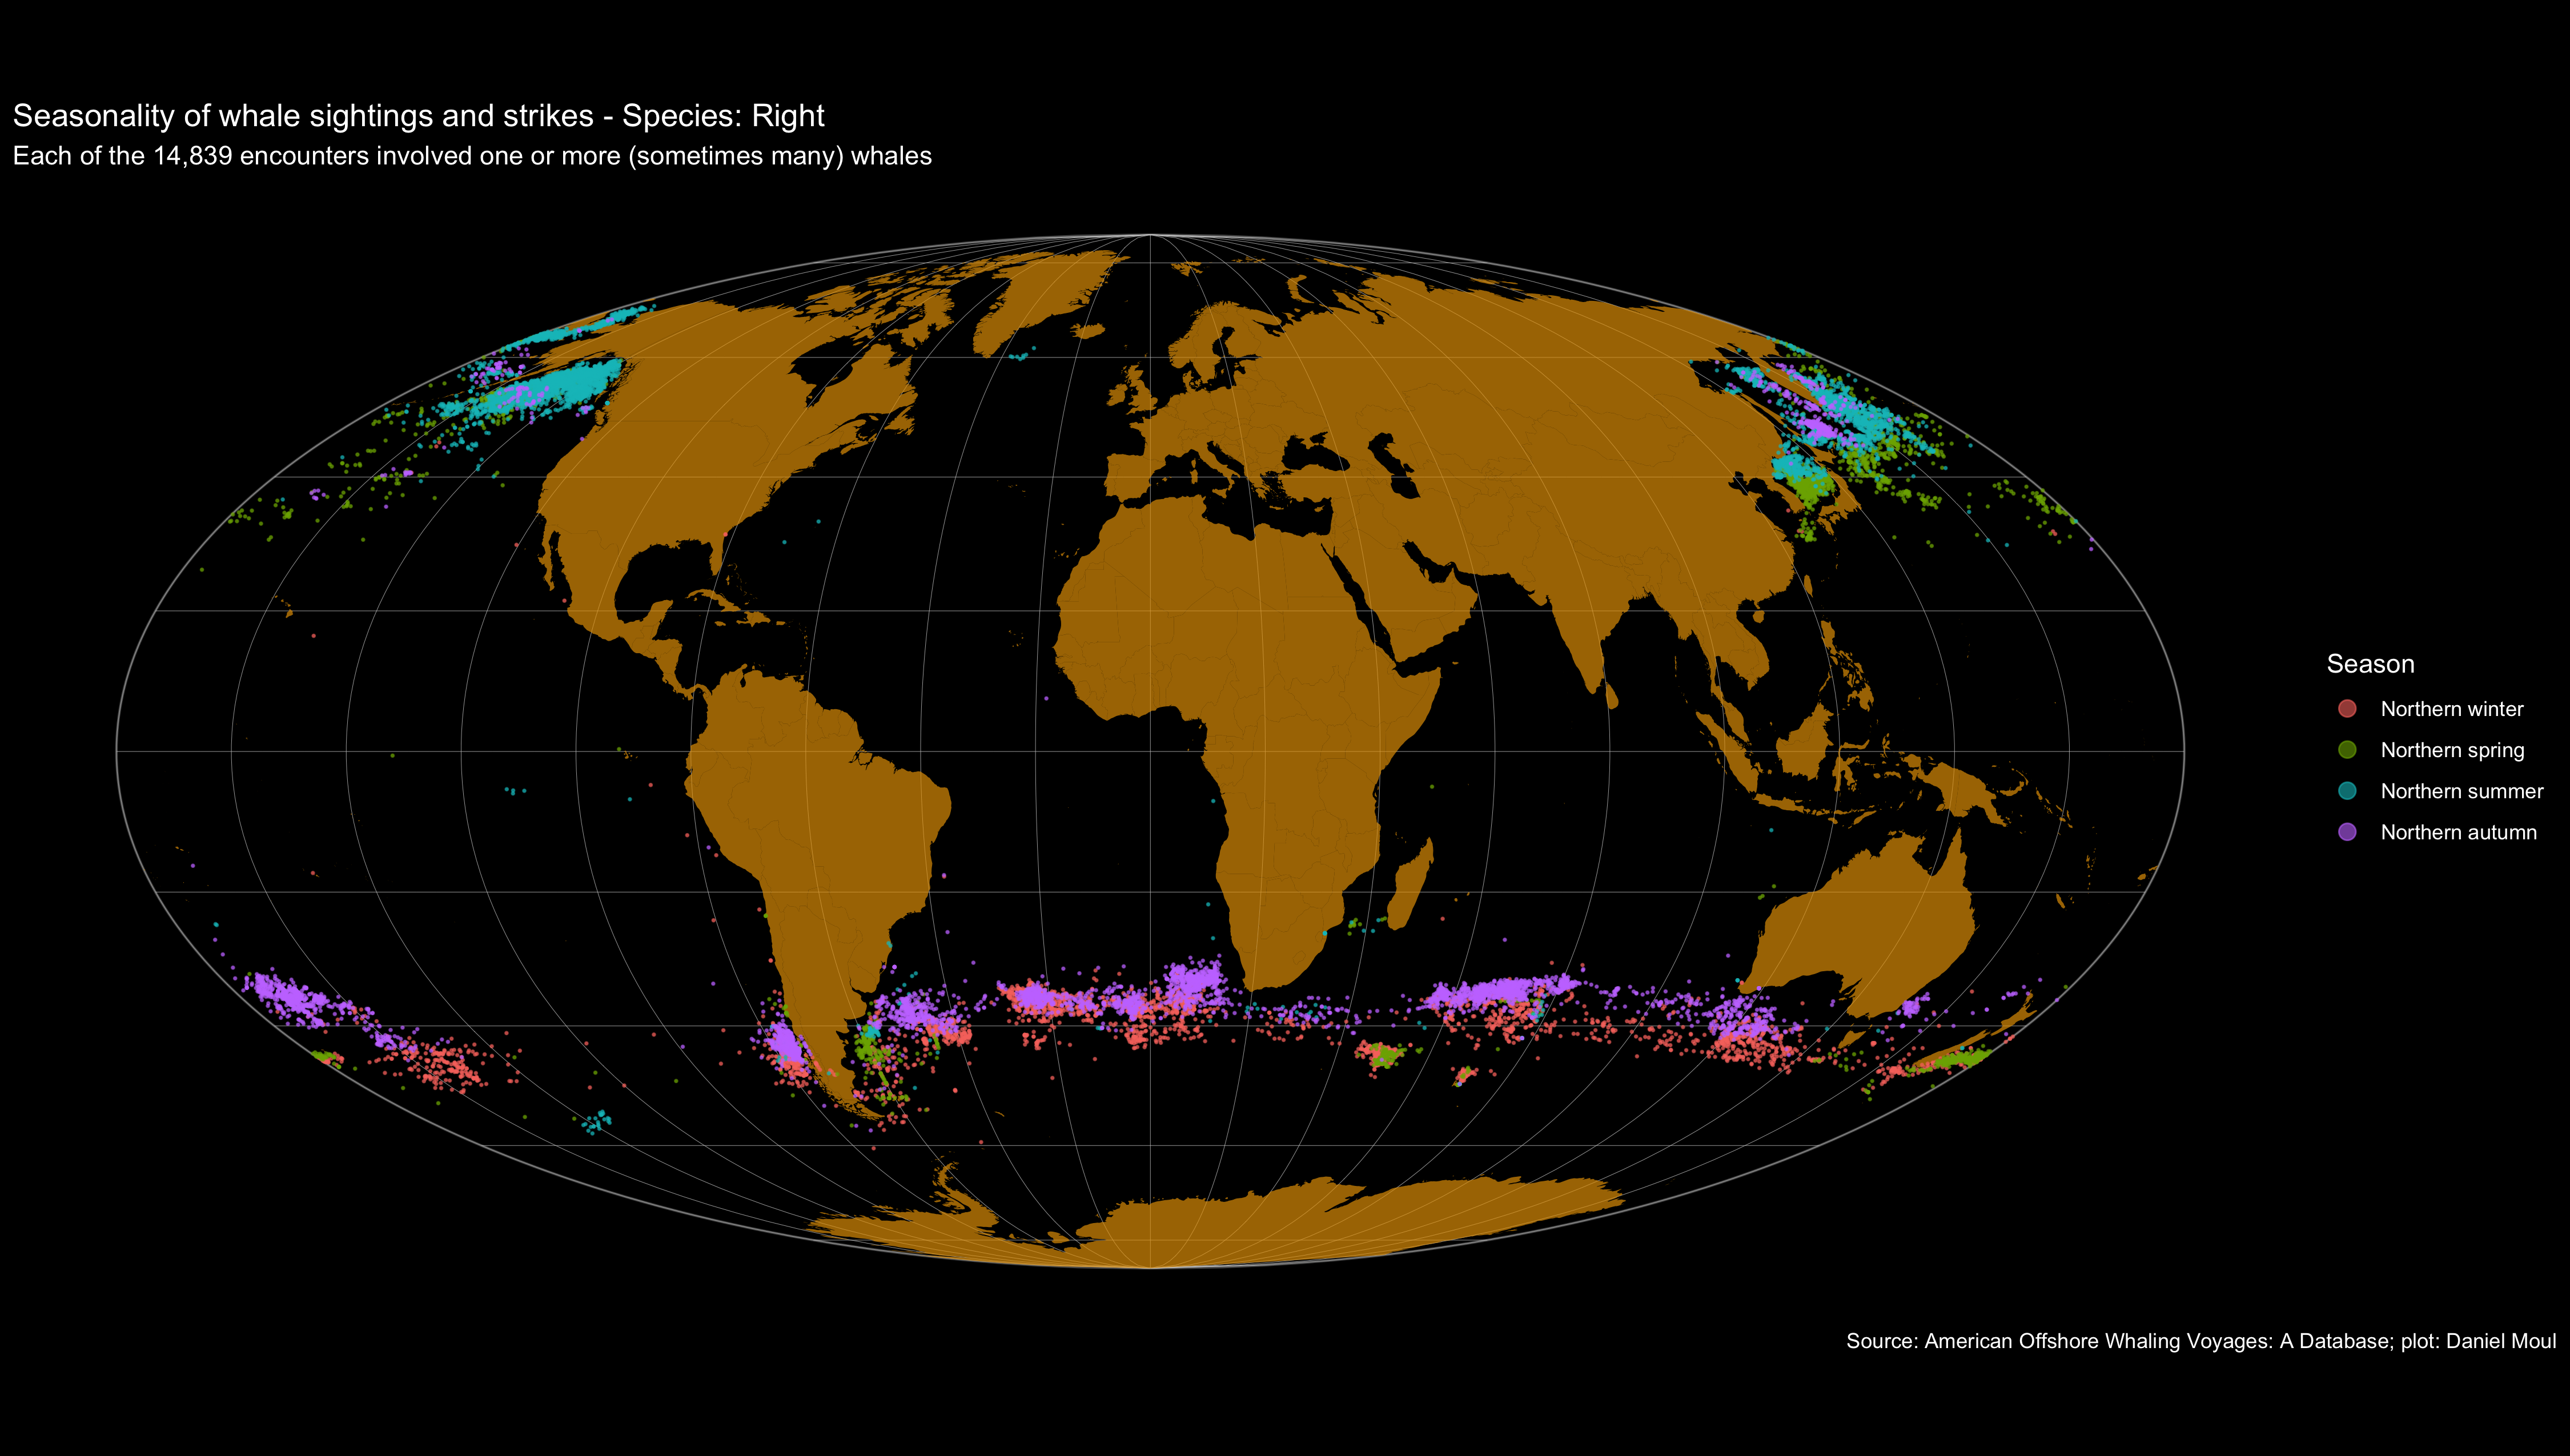 Seasonality of whale sightings and strikes - Species: Right
Each of the 14,839 encounters involved one or more (sometimes many) whales
Season
Northern winter
Northern spring
Northern summer
Northern autumn
Source: American Offshore Whaling Voyages: A Database; plot: Daniel Moul